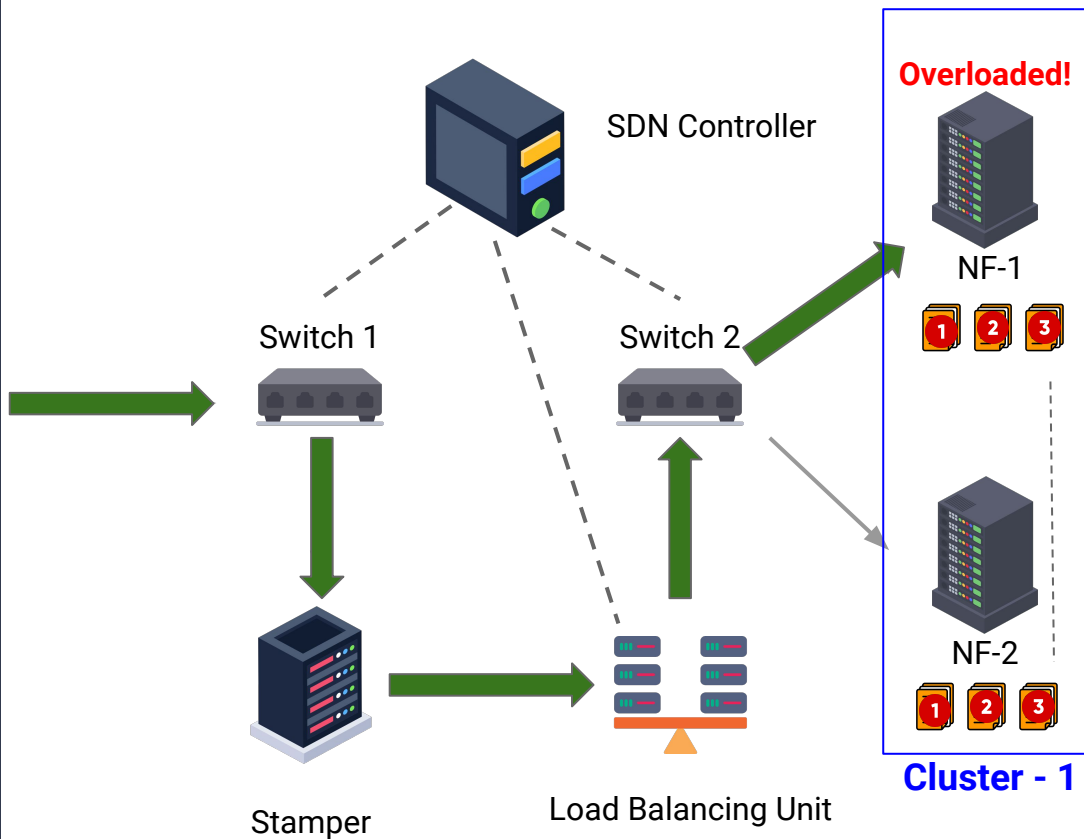 Overloaded!
SDN Controller
NF-1
1 2 3
Switch 1
Switch 2
NF-2
1 2 3
Cluster - 1
Stamper
Load Balancing Unit